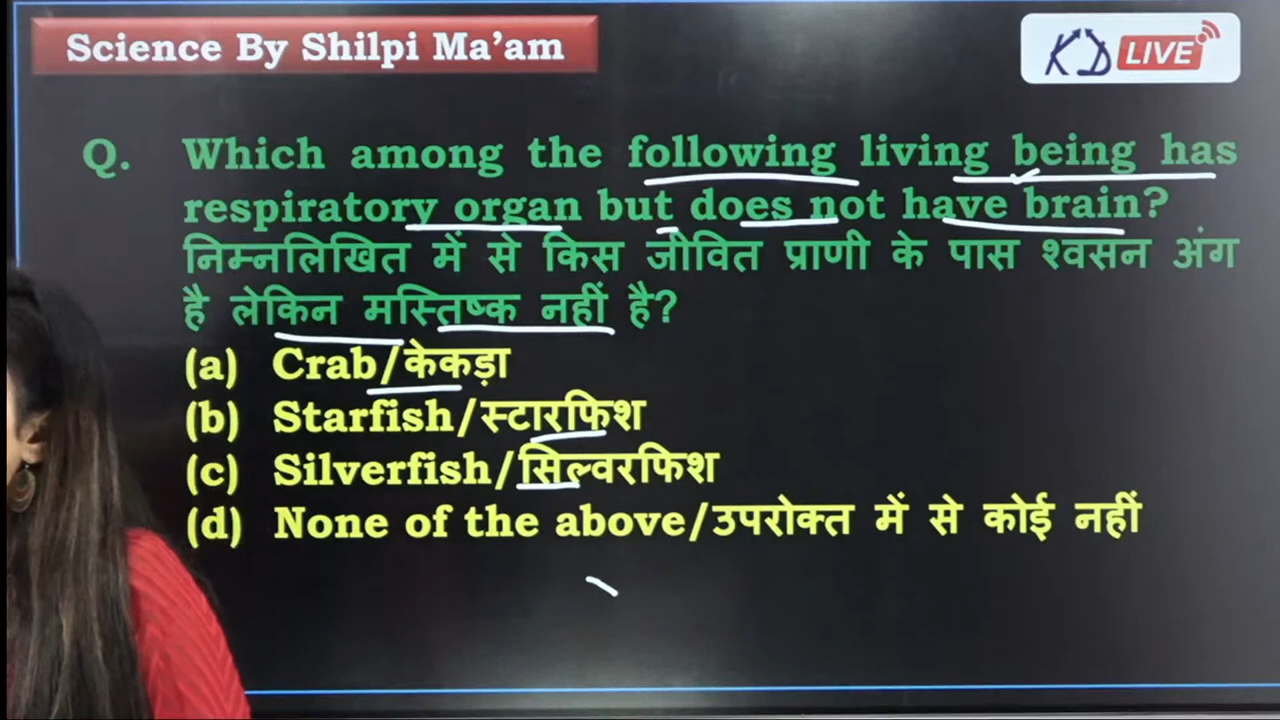 Science By Shilpi Ma'am
KD LIVE
Q. Which among the following living being has
respiratory organ but does not have brain?
निम्नलिखित में से किस जीवित प्राणी के पास श्वसन अंग
है लेकिन मस्तिष्क नहीं है?
(a) Crab/केकड़ा
(b) Starfish/स्टारफिश
(c) Silverfish/सिल्वरफिश
(d) None of the above/उपरोक्त में से कोई नहीं